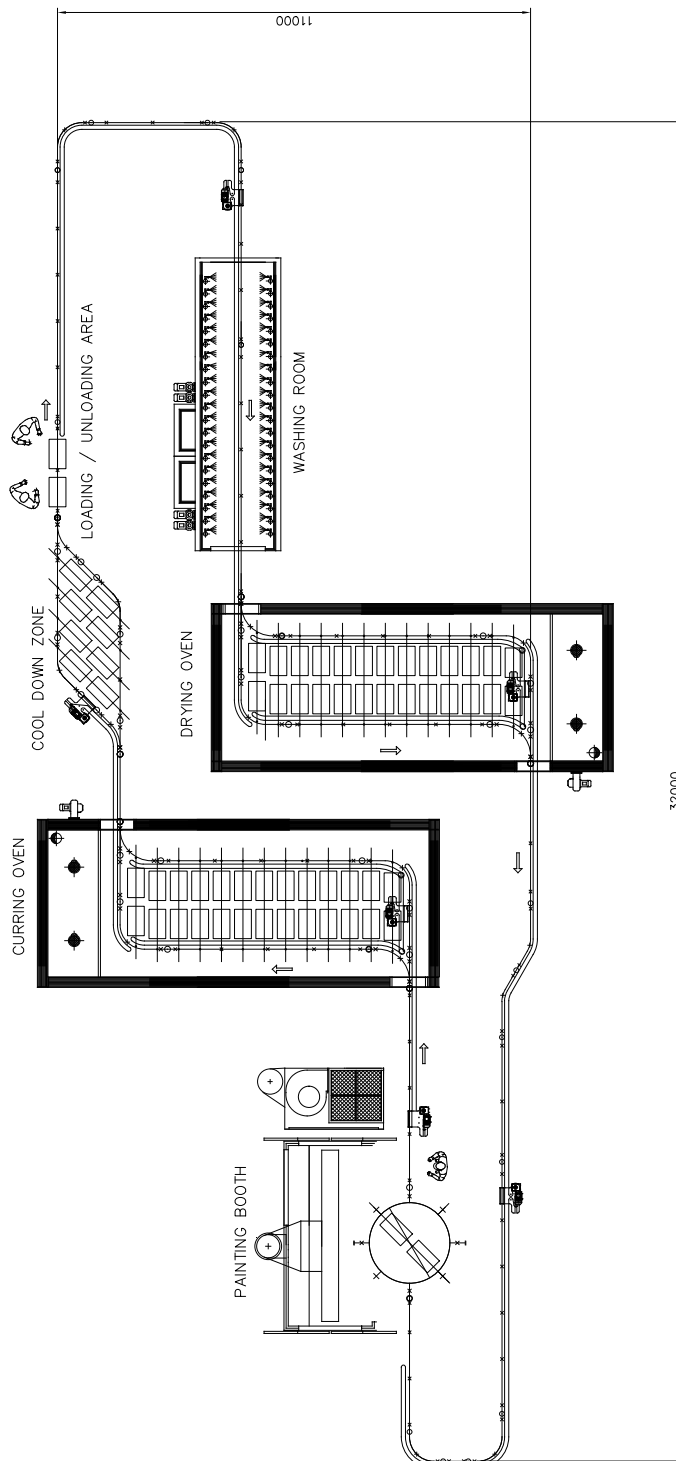 11000
LOADING / UNLOADING AREA
WASHING ROOM
COOL DOWN ZONE
DRYING OVEN
32000
CURRING OVEN
PAINTING BOOTH